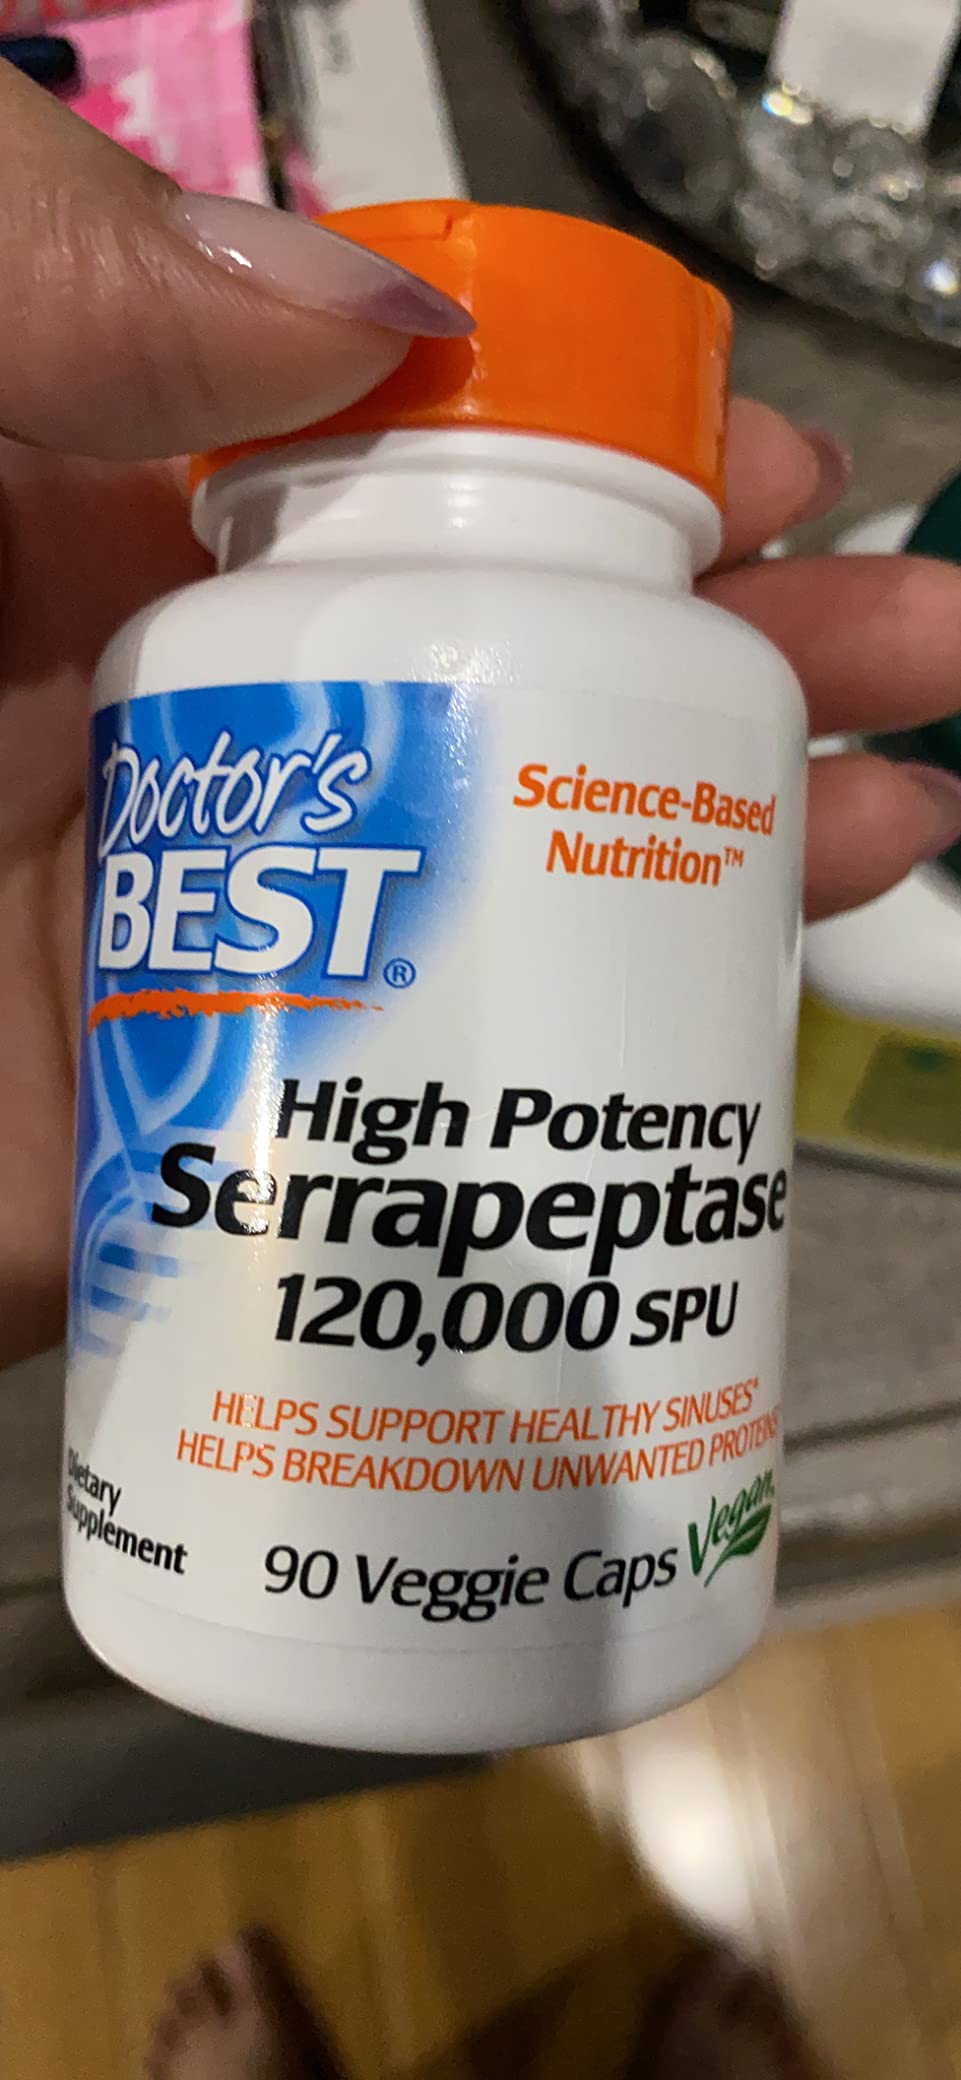 Doctor's
BEST®
Science-Based
Nutrition™
High Potency
Serrapeptase
120,000 SPU
HELPS SUPPORT HEALTHY SINUSES*
HELPS BREAKDOWN UNWANTED PROTEINS
Dietary
Supplement
90 Veggie Caps
Vegan